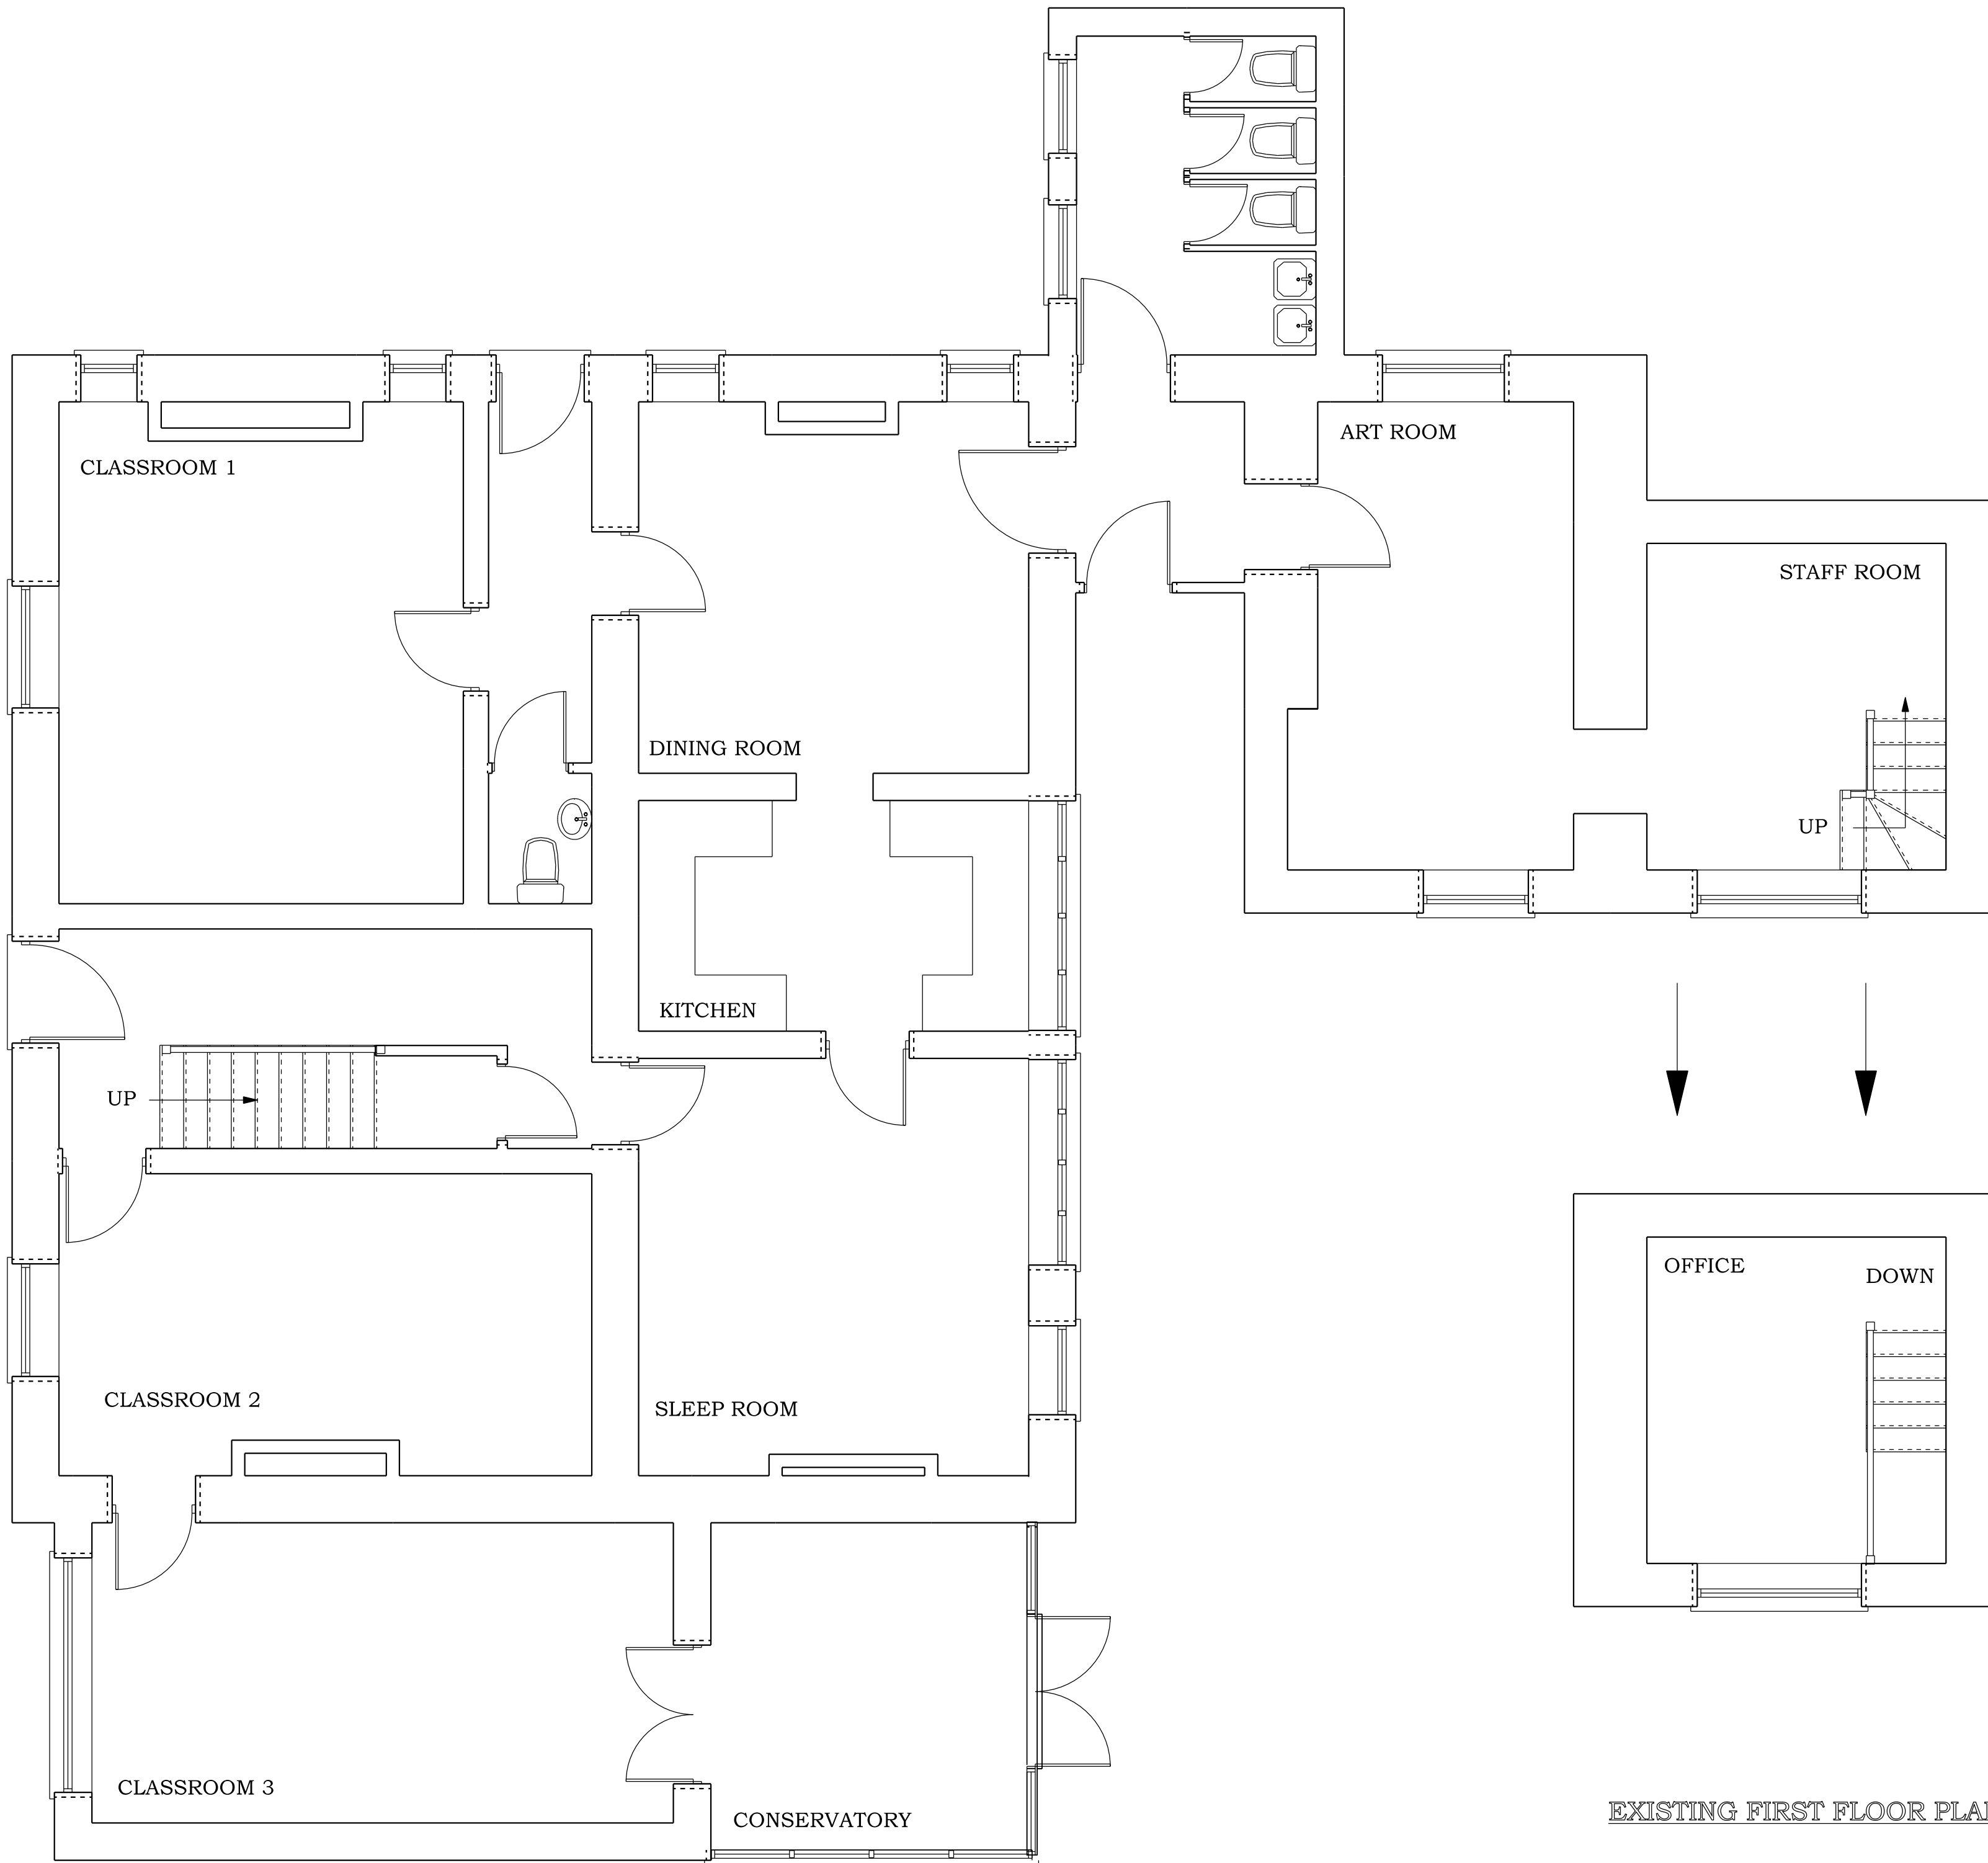 ART ROOM
CLASSROOM 1
STAFF ROOM
DINING ROOM
UP
KITCHEN
UP
OFFICE
DOWN
CLASSROOM 2
SLEEP ROOM
CLASSROOM 3
EXISTING FIRST FLOOR
CONSERVATORY